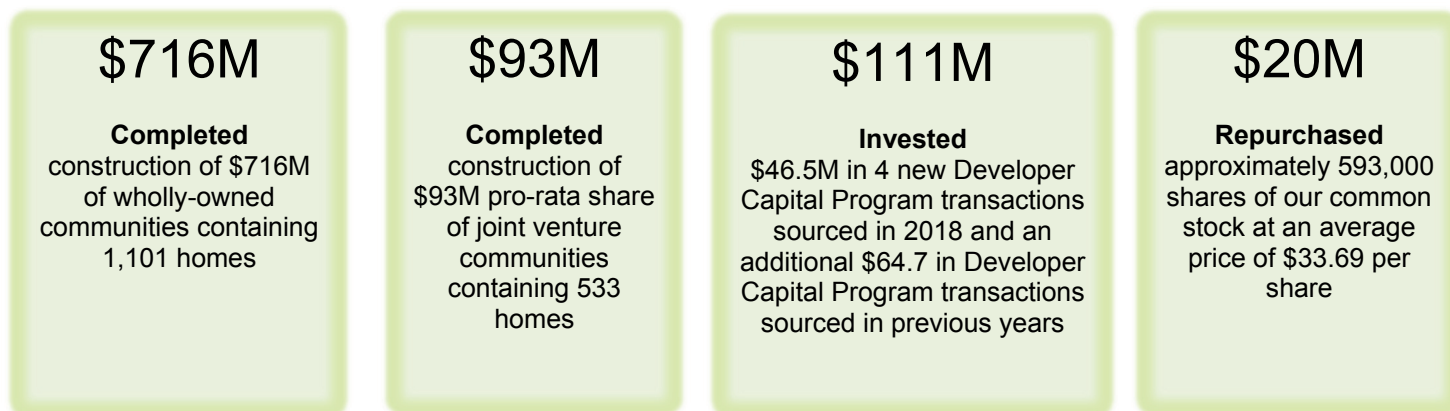 $716M
Completed
construction of $716M
of wholly-owned
communities containing
1,101 homes
$93M
Completed
construction of
$93M pro-rata share
of joint venture
communities
containing 533
homes
$111M
Invested
$46.5M in 4 new Developer
Capital Program transactions
sourced in 2018 and an
additional $64.7 in Developer
Capital Program transactions
sourced in previous years
$20M
Repurchased
approximately 593,000
shares of our common
stock at an average
price of $33.69 per
share